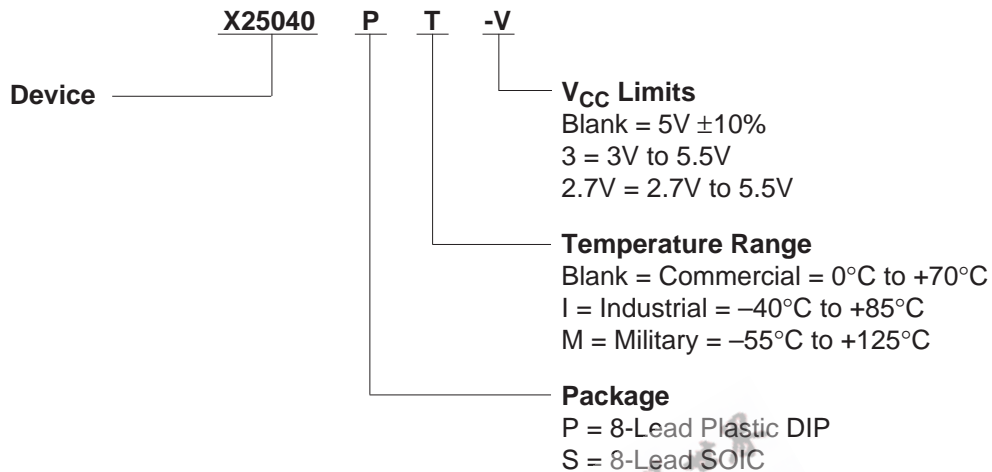 X25040 P T -V
Device
VCC Limits
Blank = 5V ±10%
3 = 3V to 5.5V
2.7V = 2.7V to 5.5V
Temperature Range
Blank = Commercial = 0°C to +70°C
I = Industrial = –40°C to +85°C
M = Military = –55°C to +125°C
Package
P = 8-Lead Plastic DIP
S = 8-Lead SOIC